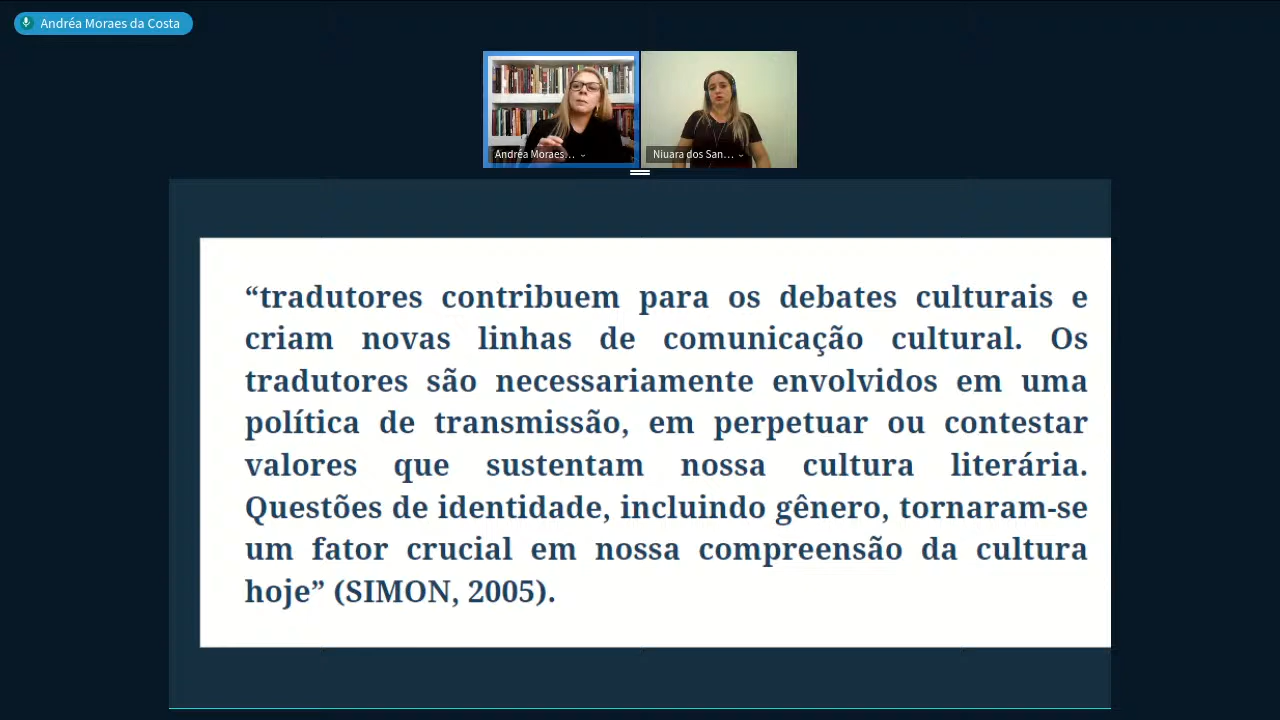 Andréa Moraes da Costa
Andréa Moraes...
Niuara dos San...
“tradutores contribuem para os debates culturais e
criam novas linhas de comunicação cultural. Os
tradutores são necessariamente envolvidos em uma
política de transmissão, em perpetuar ou contestar
valores que sustentam nossa cultura literária.
Questões de identidade, incluindo gênero, tornaram-se
um fator crucial em nossa compreensão da cultura
hoje” (SIMON, 2005).